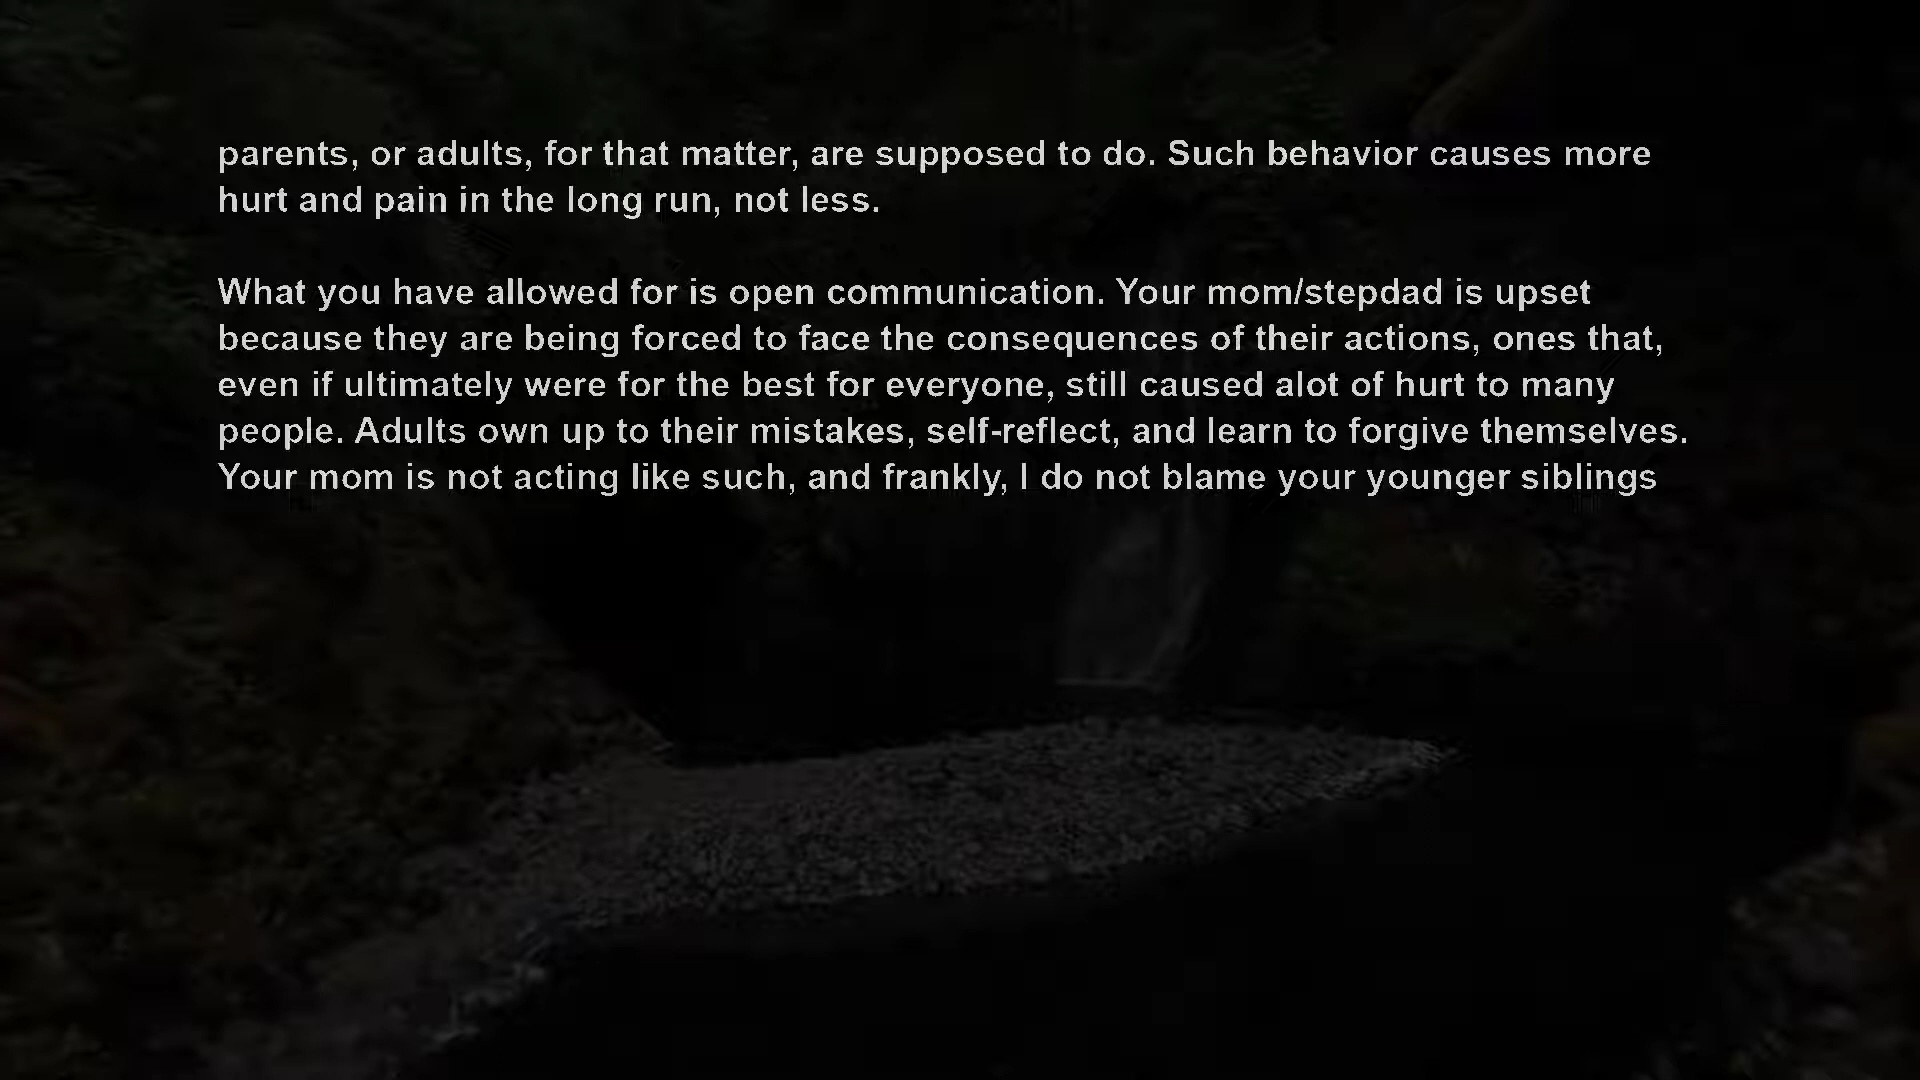 parents, or adults, for that matter, are supposed to do. Such behavior causes more
hurt and pain in the long run, not less.
What you have allowed for is open communication. Your mom/stepdad is upset
because they are being forced to face the consequences of their actions, ones that,
even if ultimately were for the best for everyone, still caused alot of hurt to many
people. Adults own up to their mistakes, self-reflect, and learn to forgive themselves.
Your mom is not acting like such, and frankly, I do not blame your younger siblings